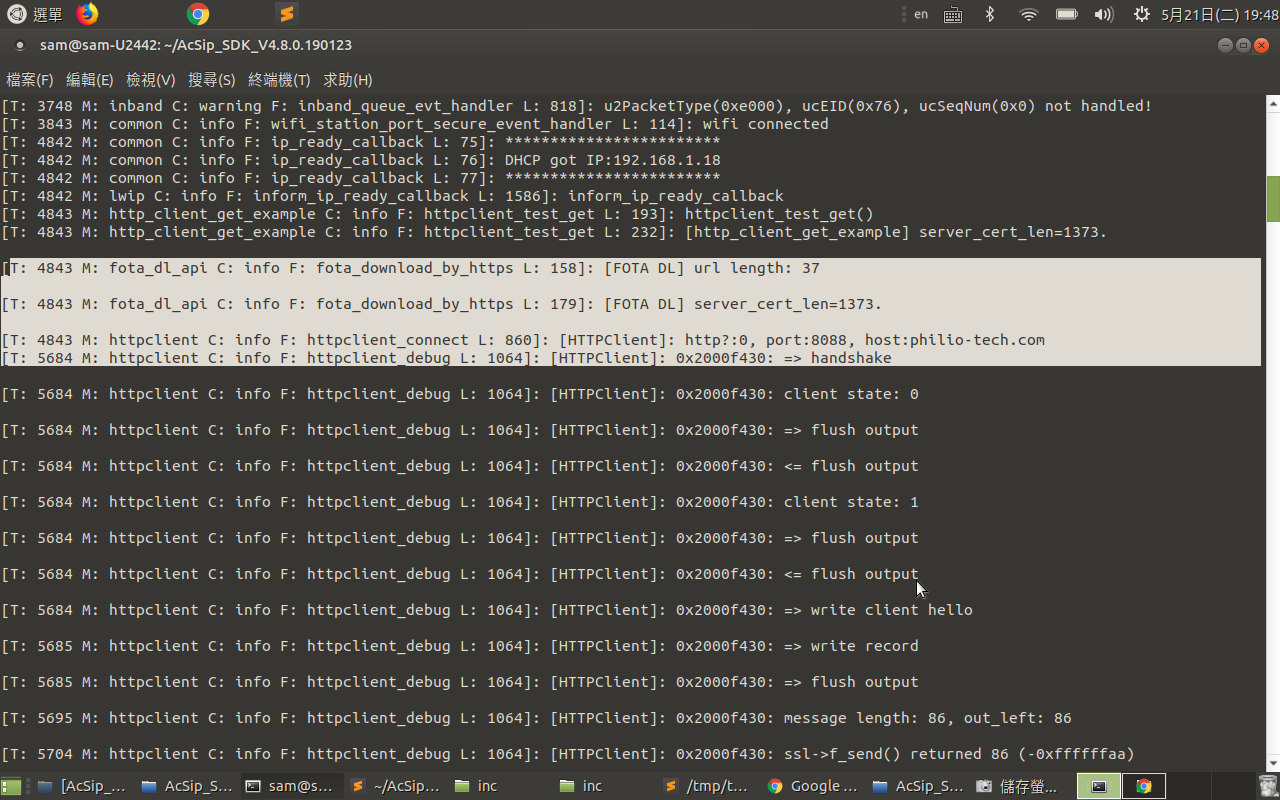 選單
en
5月21日(二) 19:48
sam@sam-U2442: ~/AcSip_SDK_V4.8.0.190123
檔案(F) 編輯(E) 檢視(V) 搜尋(S) 終端機(T) 求助(H)
[T: 3748 M: inband C: warning F: inband_queue_evt_handler L: 818]: u2PacketType(0xe000), ucEID(0x76), ucSeqNum(0x0) not handled!
[T: 3843 M: common C: info F: wifi_station_port_secure_event_handler L: 114]: wifi connected
[T: 4842 M: common C: info F: ip_ready_callback L: 75]: ************************
[T: 4842 M: common C: info F: ip_ready_callback L: 76]: DHCP got IP:192.168.1.18
[T: 4842 M: common C: info F: ip_ready_callback L: 77]: ************************
[T: 4842 M: lwip C: info F: inform_ip_ready_callback L: 1586]: inform_ip_ready_callback
[T: 4843 M: http_client_get_example C: info F: httpclient_test_get L: 193]: httpclient_test_get()
[T: 4843 M: http_client_get_example C: info F: httpclient_test_get L: 232]: [http_client_get_example] server_cert_len=1373.
[T: 4843 M: fota_dl_api C: info F: fota_download_by_https L: 158]: [FOTA DL] url length: 37
[T: 4843 M: fota_dl_api C: info F: fota_download_by_https L: 179]: [FOTA DL] server_cert_len=1373.
[T: 4843 M: httpclient C: info F: httpclient_connect L: 860]: [HTTPClient]: http?:0, port:8088, host:philio-tech.com
[T: 5684 M: httpclient C: info F: httpclient_debug L: 1064]: [HTTPClient]: 0x2000f430: => handshake
[T: 5684 M: httpclient C: info F: httpclient_debug L: 1064]: [HTTPClient]: 0x2000f430: client state: 0
[T: 5684 M: httpclient C: info F: httpclient_debug L: 1064]: [HTTPClient]: 0x2000f430: => flush output
[T: 5684 M: httpclient C: info F: httpclient_debug L: 1064]: [HTTPClient]: 0x2000f430: <= flush output
[T: 5684 M: httpclient C: info F: httpclient_debug L: 1064]: [HTTPClient]: 0x2000f430: client state: 1
[T: 5684 M: httpclient C: info F: httpclient_debug L: 1064]: [HTTPClient]: 0x2000f430: => flush output
[T: 5684 M: httpclient C: info F: httpclient_debug L: 1064]: [HTTPClient]: 0x2000f430: <= flush output
[T: 5684 M: httpclient C: info F: httpclient_debug L: 1064]: [HTTPClient]: 0x2000f430: => write client hello
[T: 5685 M: httpclient C: info F: httpclient_debug L: 1064]: [HTTPClient]: 0x2000f430: => write record
[T: 5685 M: httpclient C: info F: httpclient_debug L: 1064]: [HTTPClient]: 0x2000f430: => flush output
[T: 5695 M: httpclient C: info F: httpclient_debug L: 1064]: [HTTPClient]: 0x2000f430: message length: 86, out_left: 86
[T: 5704 M: httpclient C: info F: httpclient_debug L: 1064]: [HTTPClient]: 0x2000f430: ssl->f_send() returned 86 (-0xffffffaa)
[AcSip_... AcSip_S... sam@s... ~/AcSip... inc inc /tmp/t... Google ... AcSip_S... 儲存螢...